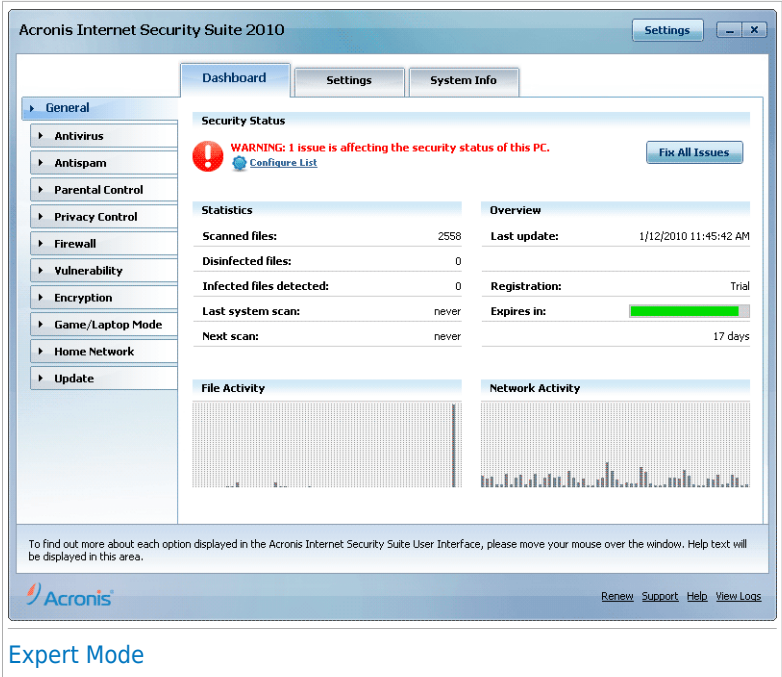 Acronis Internet Security Suite 2010
Settings
Dashboard
Settings
System Info
General
Antivirus
Antispam
Parental Control
Privacy Control
Firewall
Vulnerability
Encryption
Game/Laptop Mode
Home Network
Update
Security Status
WARNING: 1 issue is affecting the security status of this PC.
Configure List
Fix All Issues
Statistics
Scanned files: 2558
Disinfected files: 0
Infected files detected: 0
Last system scan: never
Next scan: never
Overview
Last update: 1/12/2010 11:45:42 AM
Registration: Trial
Expires in:
17 days
File Activity
Network Activity
To find out more about each option displayed in the Acronis Internet Security Suite User Interface, please move your mouse over the window. Help text will
be displayed in this area.
Acronis
Renew Support Help View Logs
Expert Mode